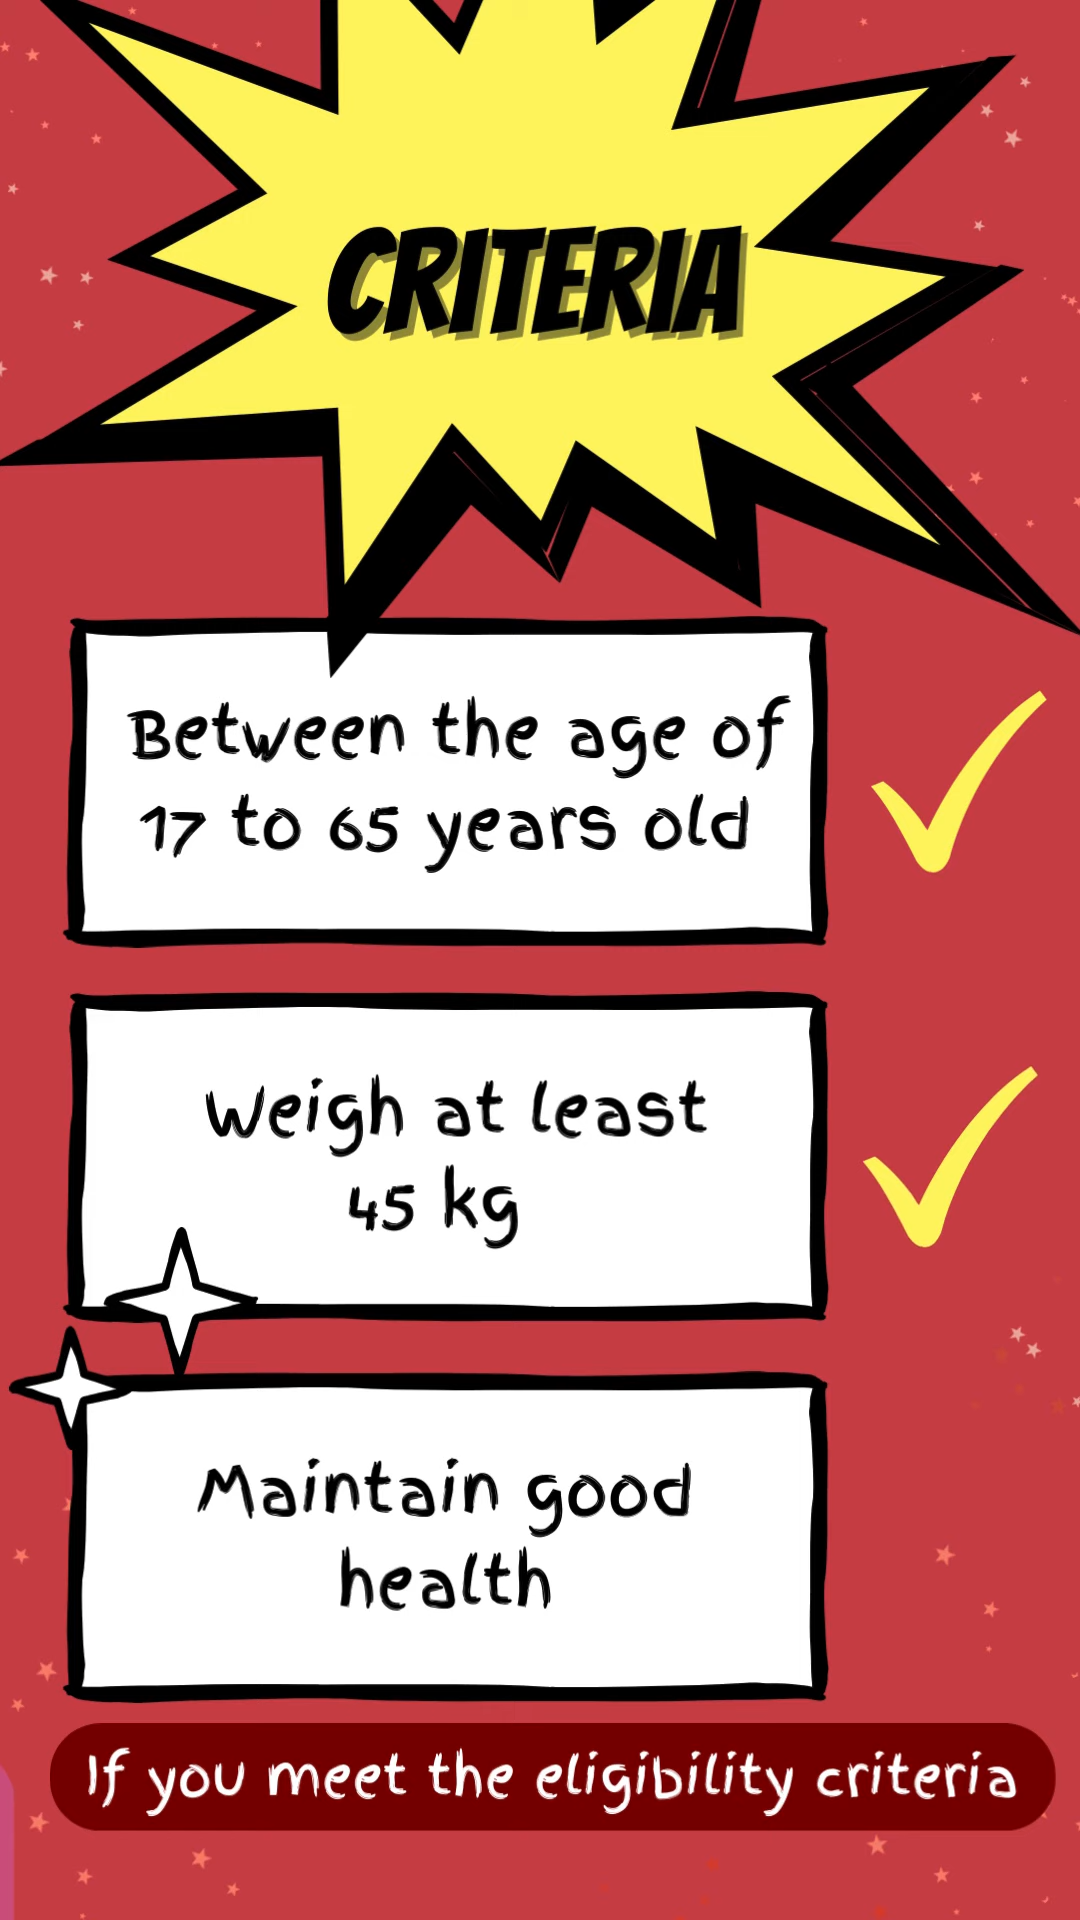 CRITERIA
Between the age of
17 to 65 years old
Weigh at least
45 kg
Maintain good
health
If you meet the eligibility criteria